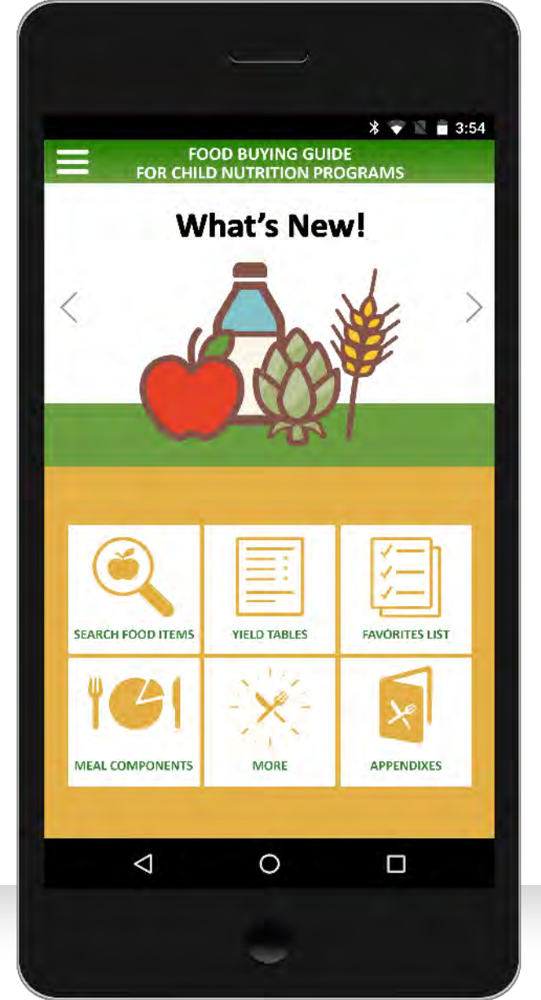 3:54
FOOD BUYING GUIDE
FOR CHILD NUTRITION PROGRAMS
What's New!
SEARCH FOOD ITEMS
YIELD TABLES
FAVORITES LIST
MEAL COMPONENTS
MORE
APPENDIXES